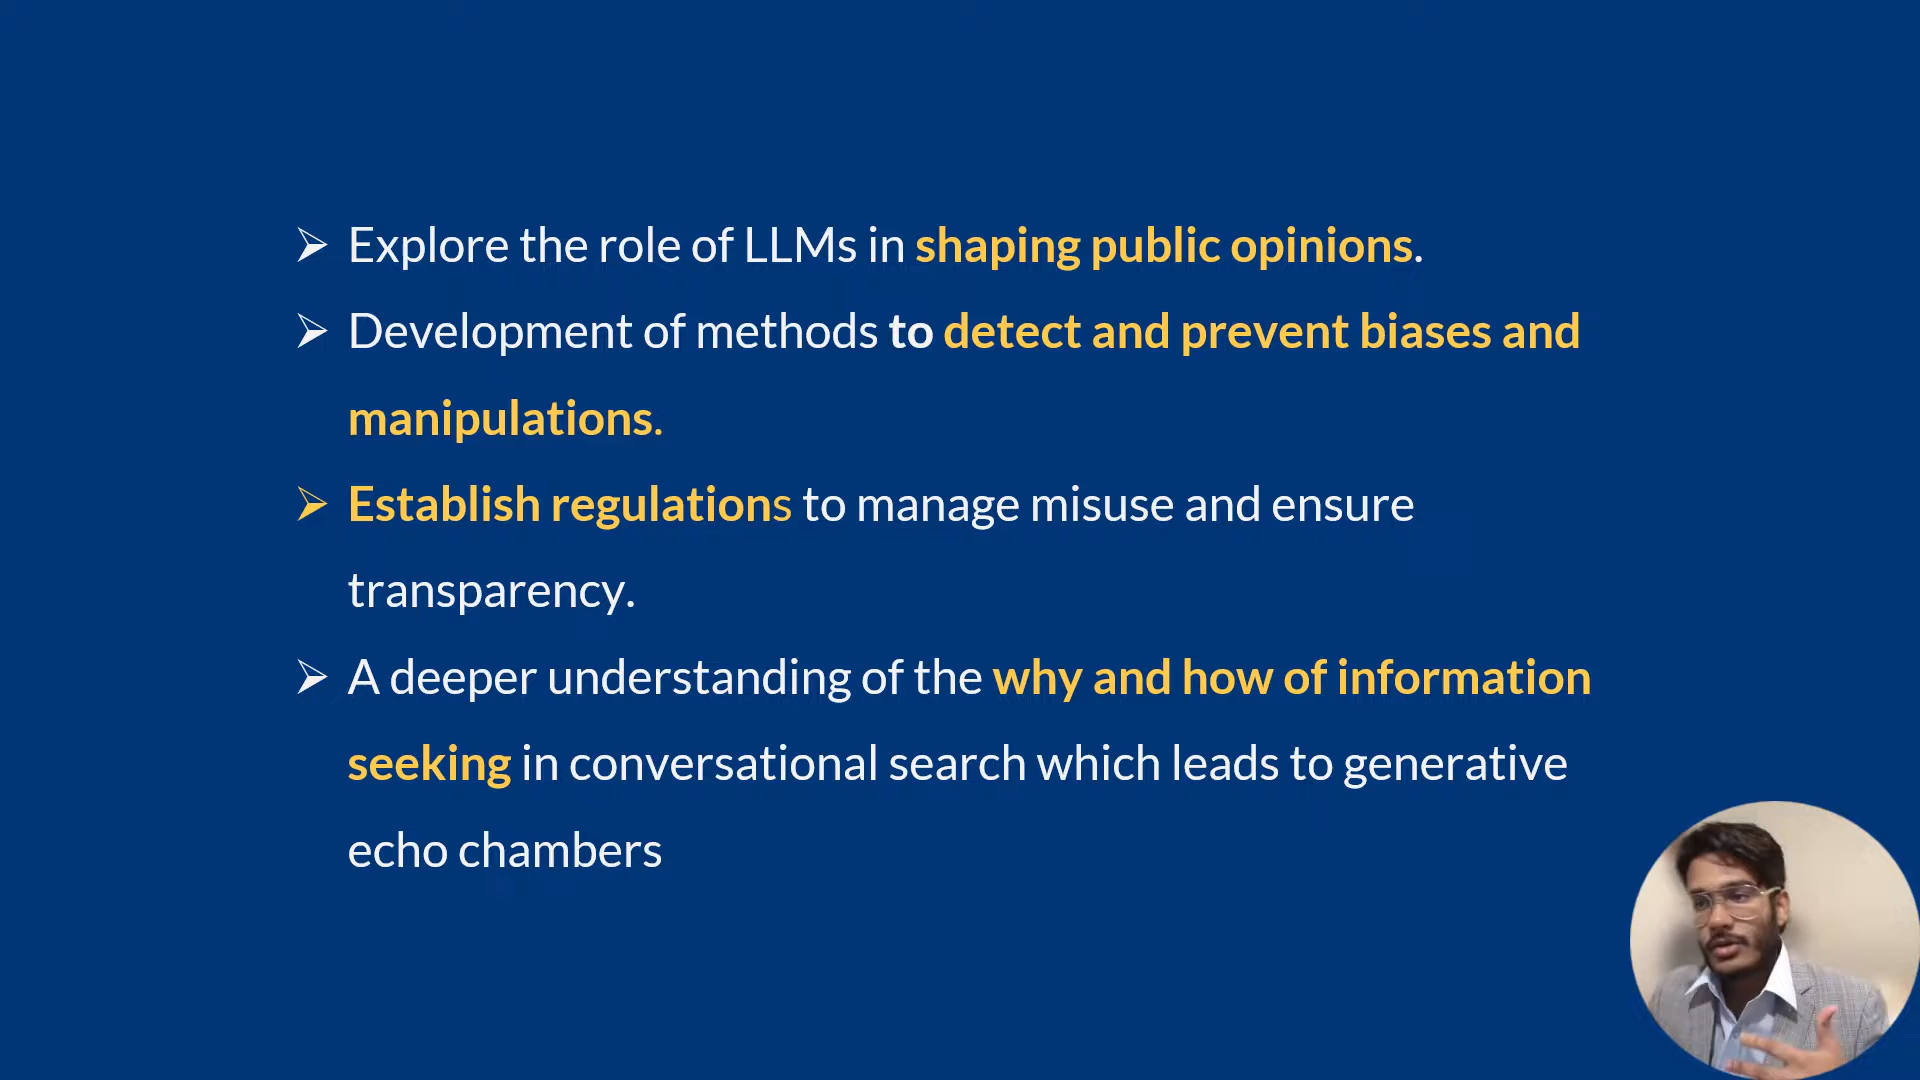 ➢ Explore the role of LLMs in shaping public opinions.
➢ Development of methods to detect and prevent biases and
manipulations.
➢ Establish regulations to manage misuse and ensure
transparency.
➢ A deeper understanding of the why and how of information
seeking in conversational search which leads to generative
echo chambers